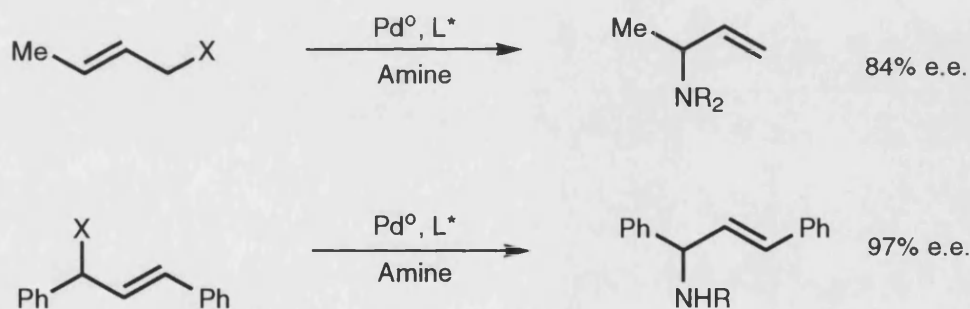 Me X Pd⁰, L* Amine Me NR₂ 84% e.e.
X Ph Ph Pd⁰, L* Amine Ph Ph NHR 97% e.e.